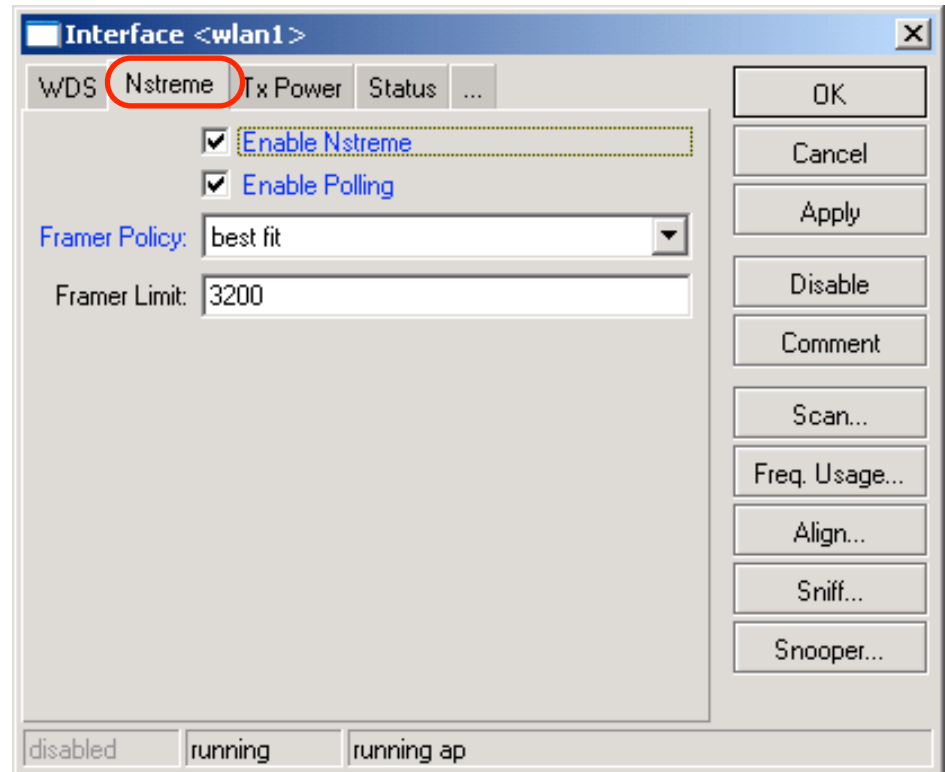 Interface <wlan1>
WDS Nstreme Tx Power Status ...
Enable Nstreme
Enable Polling
Framer Policy: best fit
Framer Limit: 3200
OK
Cancel
Apply
Disable
Comment
Scan...
Freq. Usage...
Align...
Sniff...
Snooper...
disabled running running ap